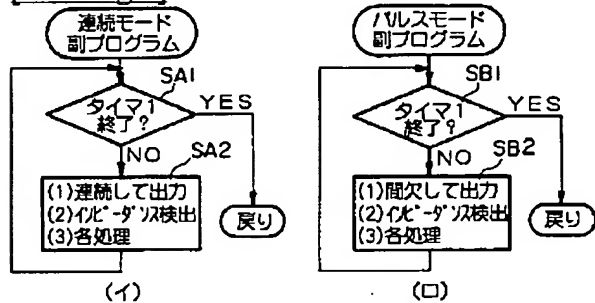 連続モード
副プログラム
SA1
タイマ1
終了?
YES
NO
SA2
(1)連続して出力
(2)インピーダンス検出
(3)各処理
戻り
(イ)
パルスモード
副プログラム
SB1
タイマ1
終了?
YES
NO
SB2
(1)間欠して出力
(2)インピーダンス検出
(3)各処理
戻り
(ロ)